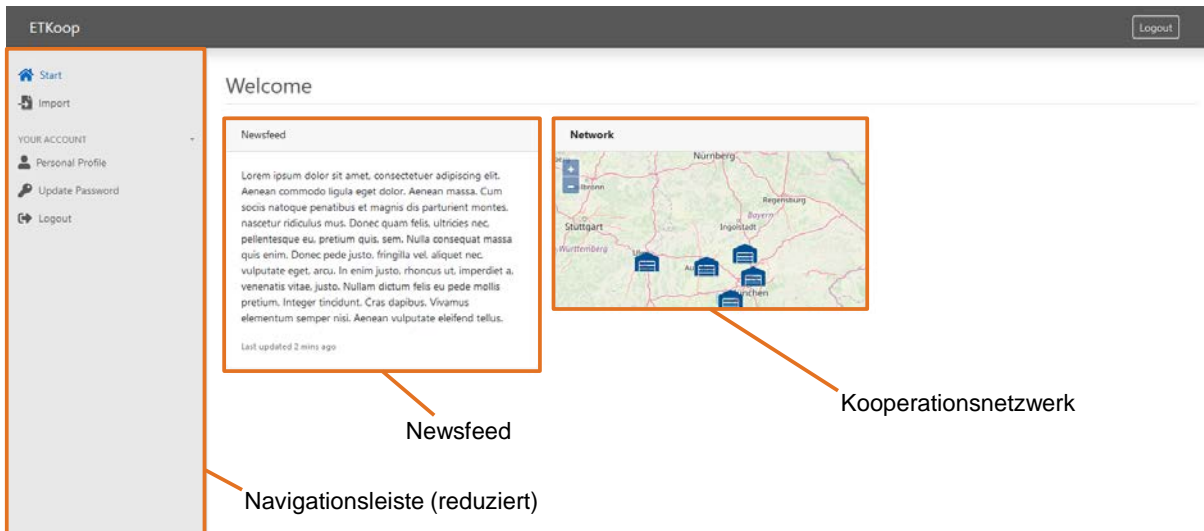 ETKoop
Logout
Start
Import
YOUR ACCOUNT
Personal Profile
Update Password
Logout
Welcome
Newsfeed
Lorem ipsum dolor sit amet, consectetuer adipiscing elit.
Aenean commodo ligula eget dolor. Aenean massa. Cum
sociis natoque penatibus et magnis dis parturient montes,
nascetur ridiculus mus. Donec quam felis, ultricies nec,
pellentesque eu, pretium quis, sem. Nulla consequat massa
quis enim. Donec pede justo, fringilla vel, aliquet nec,
vulputate eget, arcu. In enim justo, rhoncus ut, imperdiet a,
venenatis vitae, justo. Nullam dictum felis eu pede mollis
pretium. Integer tincidunt. Cras dapibus. Vivamus
elementum semper nisi. Aenean vulputate eleifend tellus.
Last updated 2 mins ago
Network
+
−
Nürnberg
Regensburg
Bayern
Stuttgart
Ingolstadt
Württemberg
Kooperationsnetzwerk
Newsfeed
Navigationsleiste (reduziert)